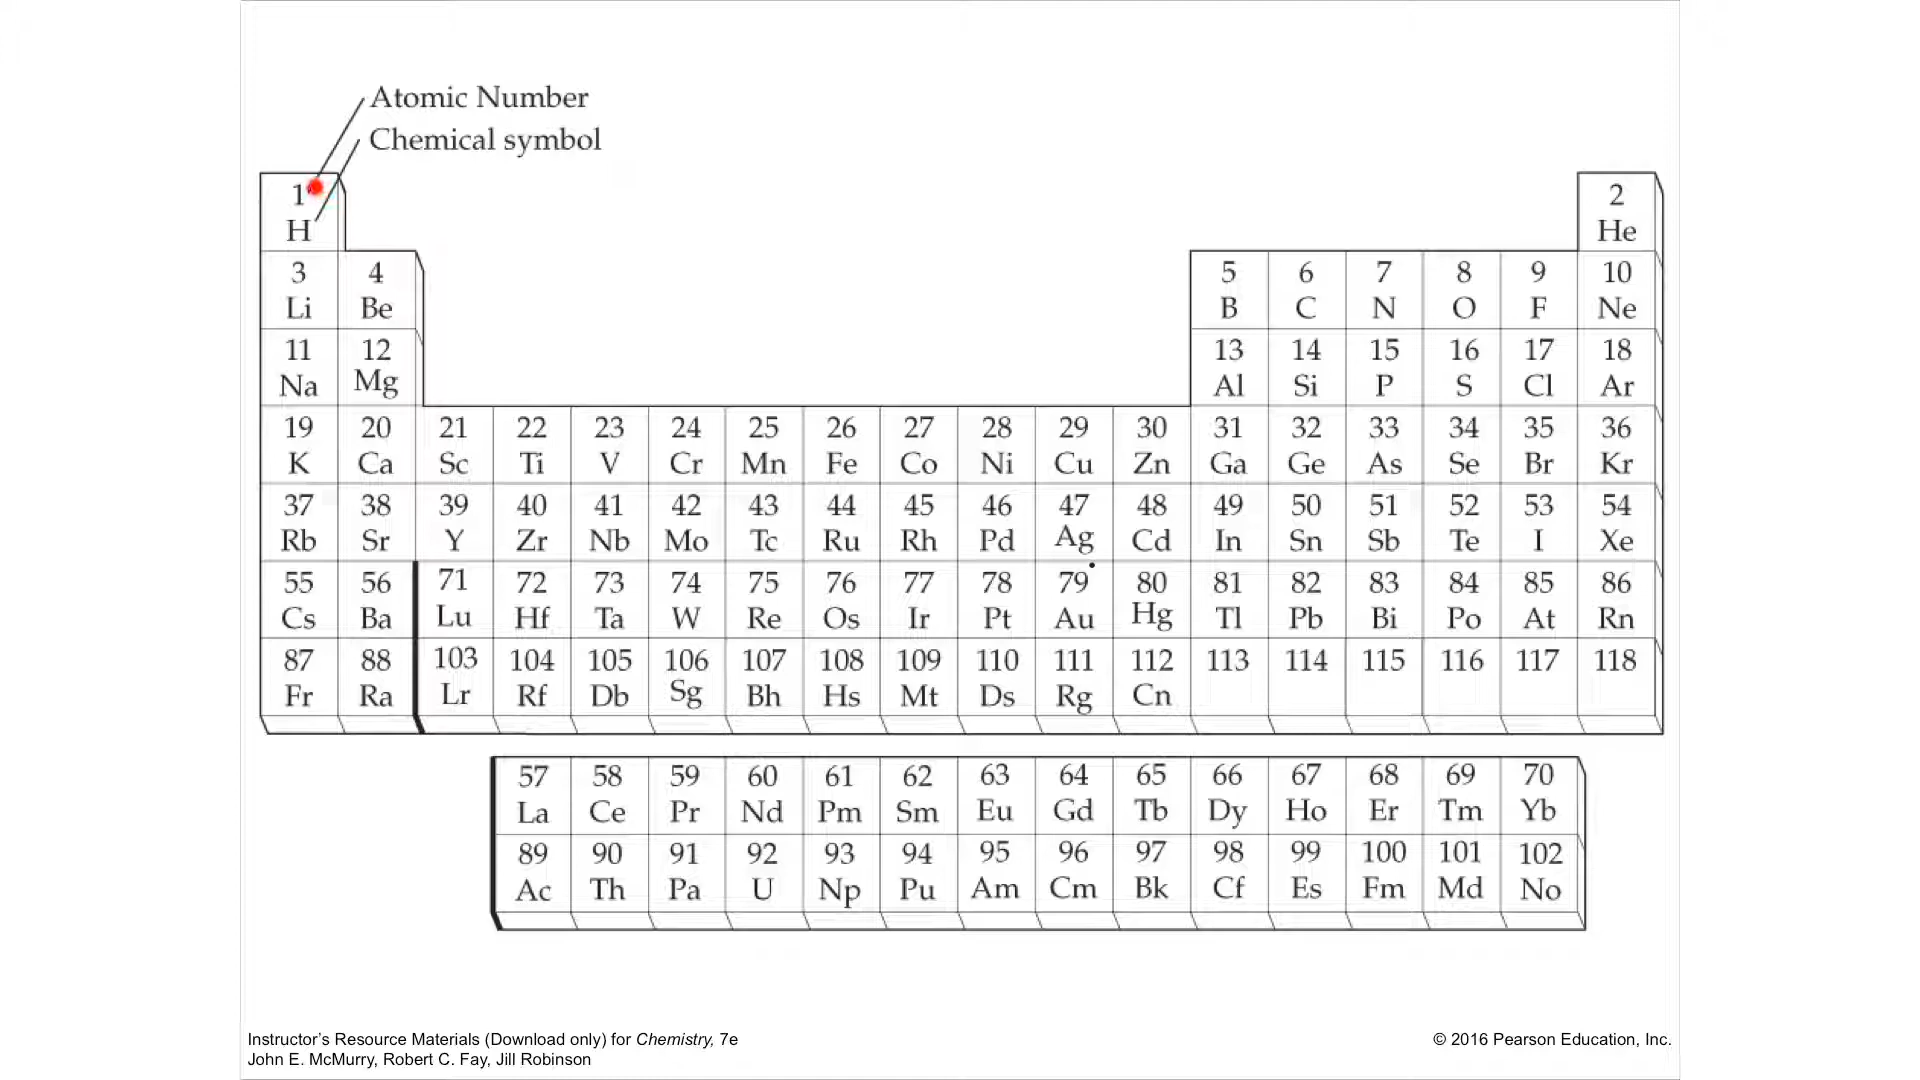 Atomic Number
Chemical symbol
1 2
H He
3 4 5 6 7 8 9 10
Li Be B C N O F Ne
11 12 13 14 15 16 17 18
Na Mg Al Si P S Cl Ar
19 20 21 22 23 24 25 26 27 28 29 30 31 32 33 34 35 36
K Ca Sc Ti V Cr Mn Fe Co Ni Cu Zn Ga Ge As Se Br Kr
37 38 39 40 41 42 43 44 45 46 47 48 49 50 51 52 53 54
Rb Sr Y Zr Nb Mo Tc Ru Rh Pd Ag Cd In Sn Sb Te I Xe
55 56 71 72 73 74 75 76 77 78 79 80 81 82 83 84 85 86
Cs Ba Lu Hf Ta W Re Os Ir Pt Au Hg Tl Pb Bi Po At Rn
87 88 103 104 105 106 107 108 109 110 111 112 113 114 115 116 117 118
Fr Ra Lr Rf Db Sg Bh Hs Mt Ds Rg Cn
57 58 59 60 61 62 63 64 65 66 67 68 69 70
La Ce Pr Nd Pm Sm Eu Gd Tb Dy Ho Er Tm Yb
89 90 91 92 93 94 95 96 97 98 99 100 101 102
Ac Th Pa U Np Pu Am Cm Bk Cf Es Fm Md No
Instructor's Resource Materials (Download only) for Chemistry, 7e
John E. McMurry, Robert C. Fay, Jill Robinson
© 2016 Pearson Education, Inc.